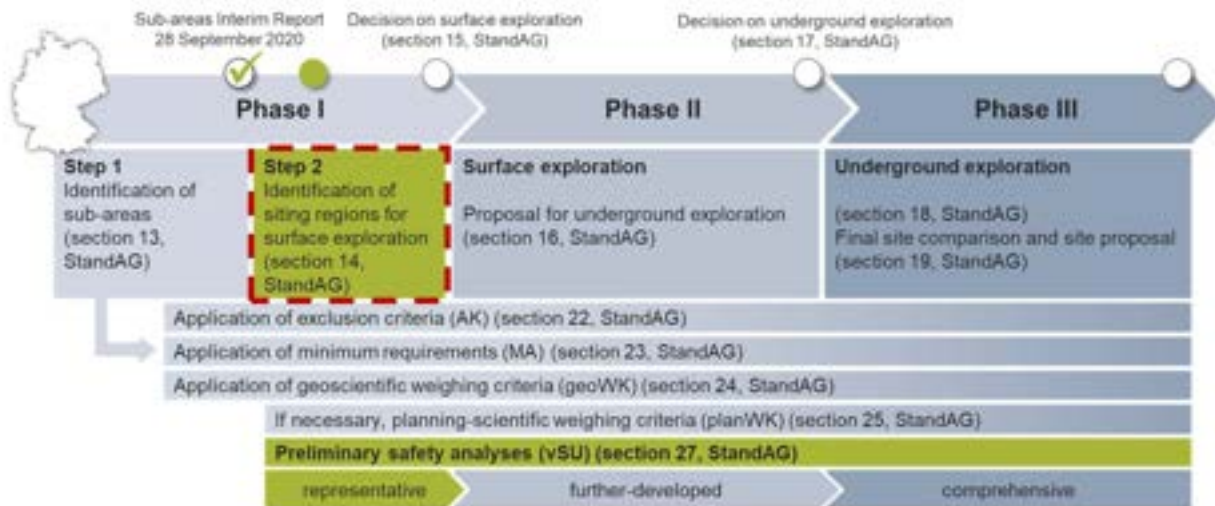 Sub-areas Interim Report
28 September 2020
Decision on surface exploration
(section 15, StandAG)
Decision on underground exploration
(section 17, StandAG)
Phase I
Phase II
Phase III
Step 1
Identification of
sub-areas
(section 13,
StandAG)
Step 2
Identification of
siting regions for
surface exploration
(section 14,
StandAG)
Surface exploration
Proposal for underground exploration
(section 16, StandAG)
Underground exploration
(section 18, StandAG)
Final site comparison and site proposal
(section 19, StandAG)
Application of exclusion criteria (AK) (section 22, StandAG)
Application of minimum requirements (MA) (section 23, StandAG)
Application of geoscientific weighing criteria (geoWK) (section 24, StandAG)
If necessary, planning-scientific weighing criteria (planWK) (section 25, StandAG)
Preliminary safety analyses (vSU) (section 27, StandAG)
representative
further-developed
comprehensive